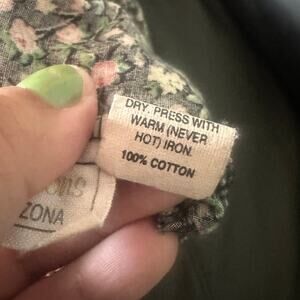 DRY. PRESS WITH
WARM (NEVER
HOT) IRON.
100% COTTON
ZONA